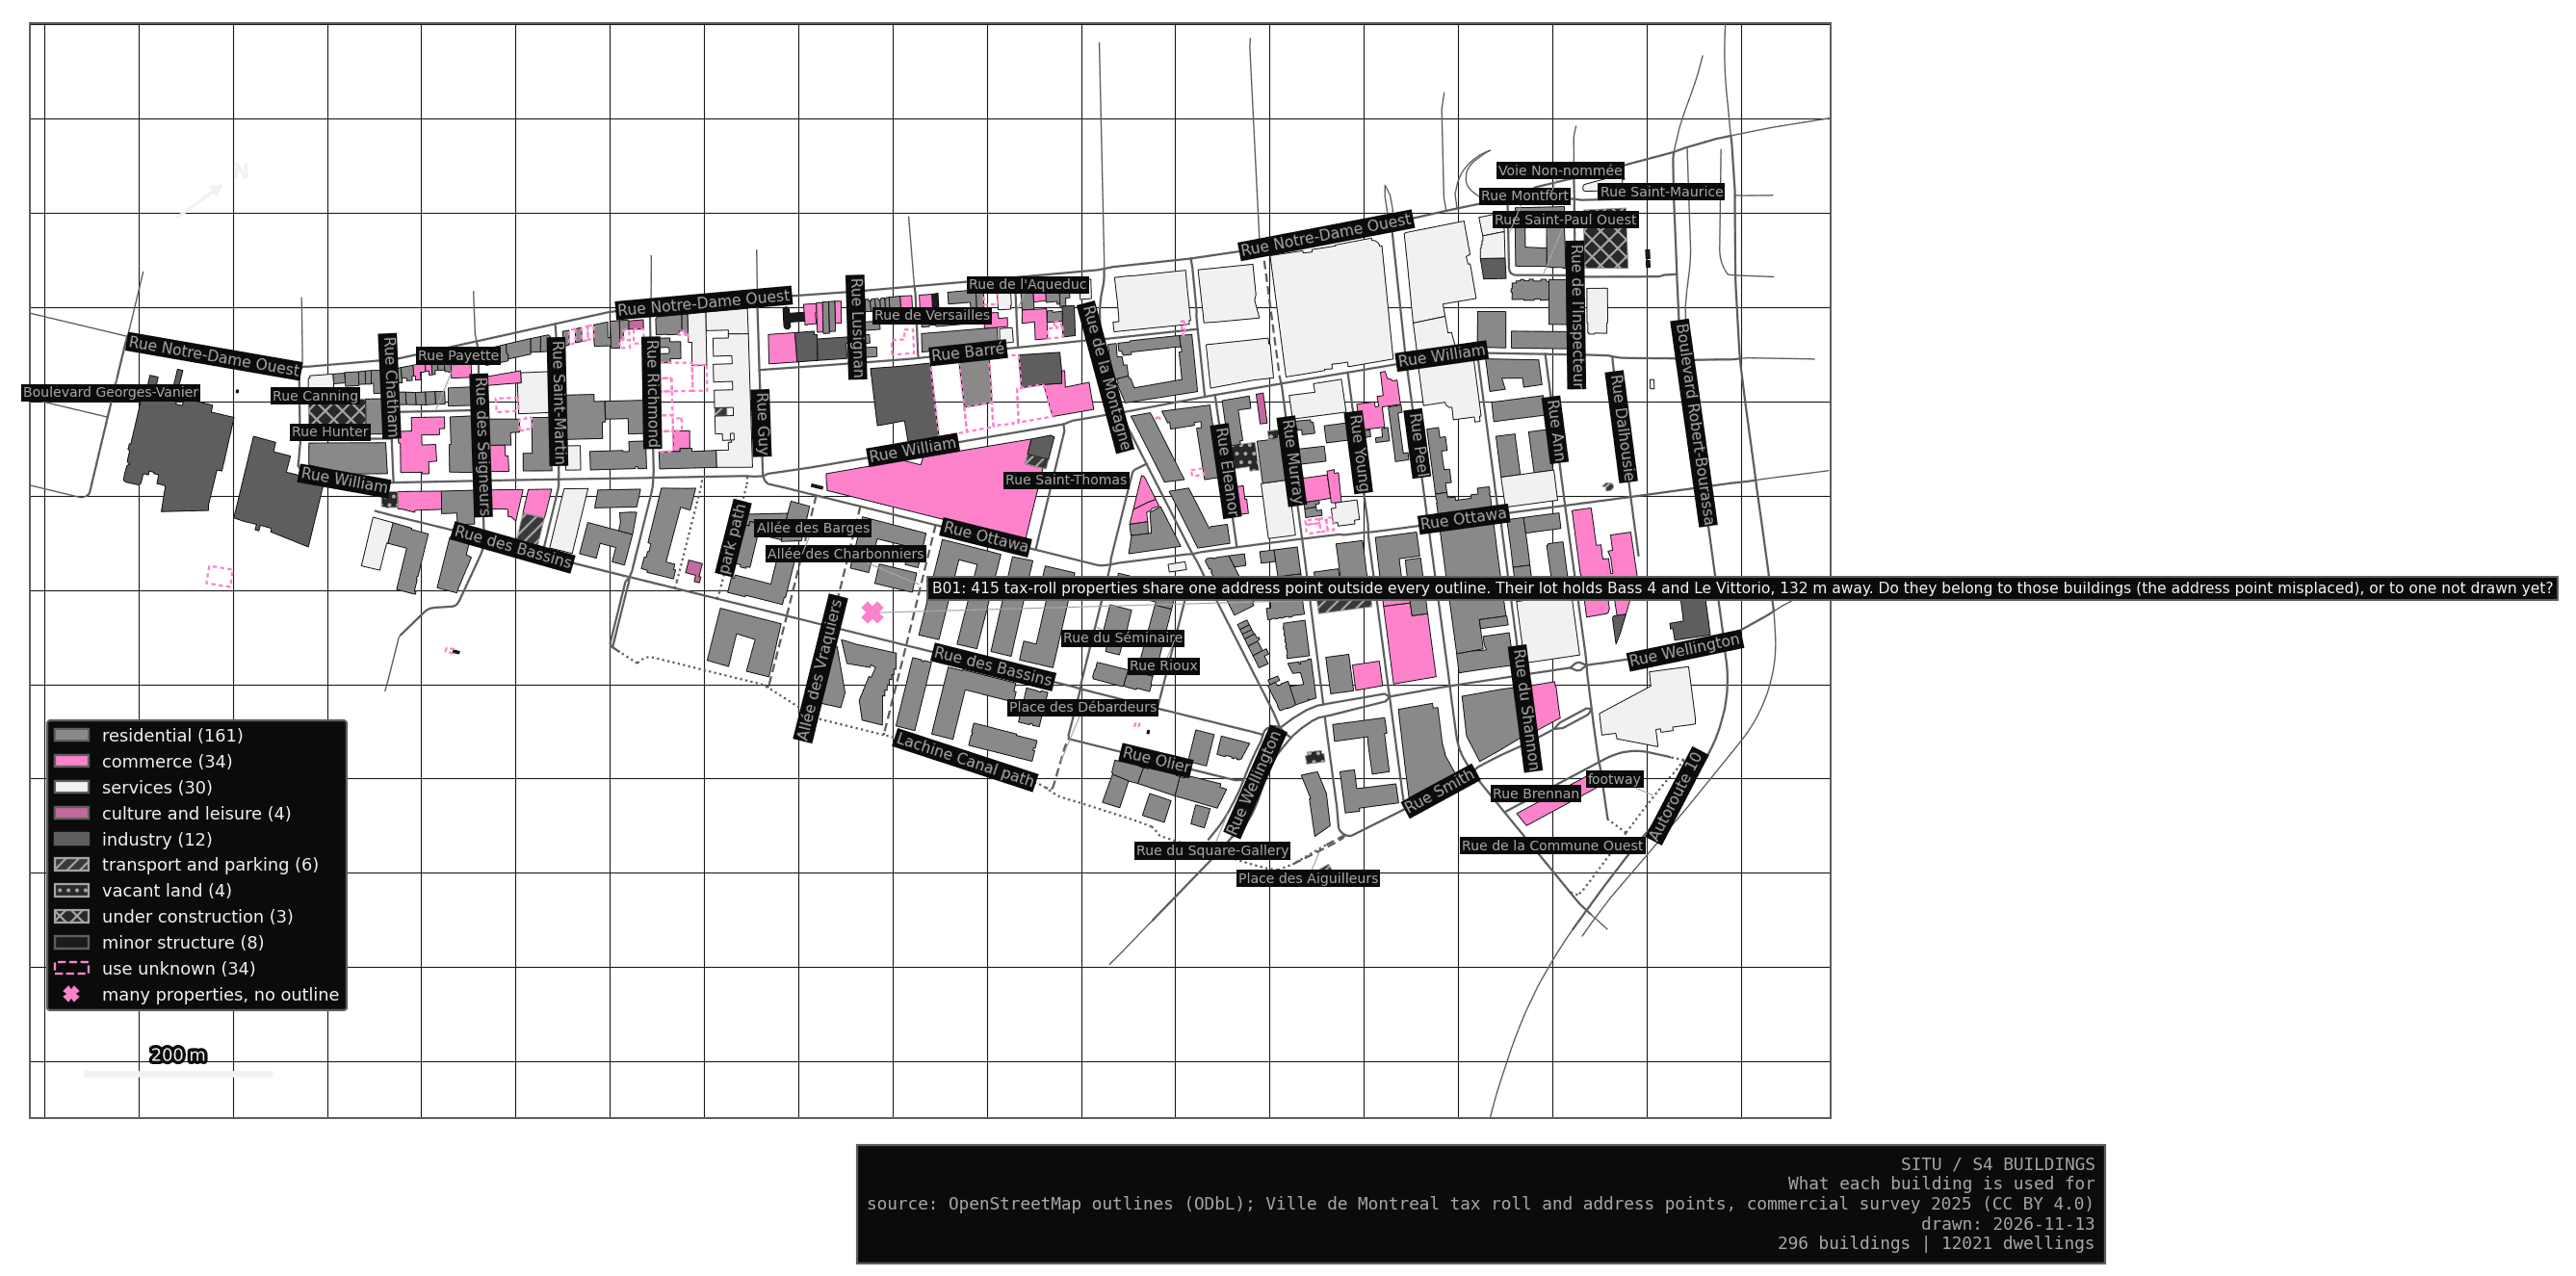 Voie Non-nommée
Rue Montfort
Rue Saint-Maurice
N
Rue Saint-Paul Ouest
Rue Notre-Dame Ouest
Rue de l'Inspecteur
Rue de l'Aqueduc
Rue Notre-Dame Ouest
Rue Lusignan
Rue de Versailles
Rue de la Montagne
Rue Notre-Dame Ouest
Rue Chatham
Rue Payette
Rue Barré
Rue William
Boulevard Robert-Bourassa
Boulevard Georges-Vanier
Rue Canning
Rue Hunter
Rue des Seigneurs
Rue Saint-Martin
Rue Richmond
Rue Guy
Rue William
Rue William
Rue Saint-Thomas
Rue Eleanor
Rue Murray
Rue Young
Rue Peel
Rue Ann
Rue Dalhousie
Rue Ottawa
Rue des Bassins
park path
Allée des Barges
Allée des Charbonniers
Rue Ottawa
B01: 415 tax-roll properties share one address point outside every outline. Their lot holds Bass 4 and Le Vittorio, 132 m away. Do they belong to those buildings (the address point misplaced), or to one not drawn yet?
Allée des Vraquiers
Rue du Séminaire
Rue des Bassins
Rue Rioux
Rue Wellington
Place des Débardeurs
Rue du Shannon
Lachine Canal path
Rue Olier
Rue Wellington
Rue Smith
Rue Brennan
footway
Autoroute 10
Rue du Square-Gallery
Rue de la Commune Ouest
Place des Aiguilleurs
residential (161)
commerce (34)
services (30)
culture and leisure (4)
industry (12)
transport and parking (6)
vacant land (4)
under construction (3)
minor structure (8)
use unknown (34)
many properties, no outline
200 m
SITU / S4 BUILDINGS
What each building is used for
source: OpenStreetMap outlines (ODbL); Ville de Montreal tax roll and address points, commercial survey 2025 (CC BY 4.0)
drawn: 2026-11-13
296 buildings | 12021 dwellings